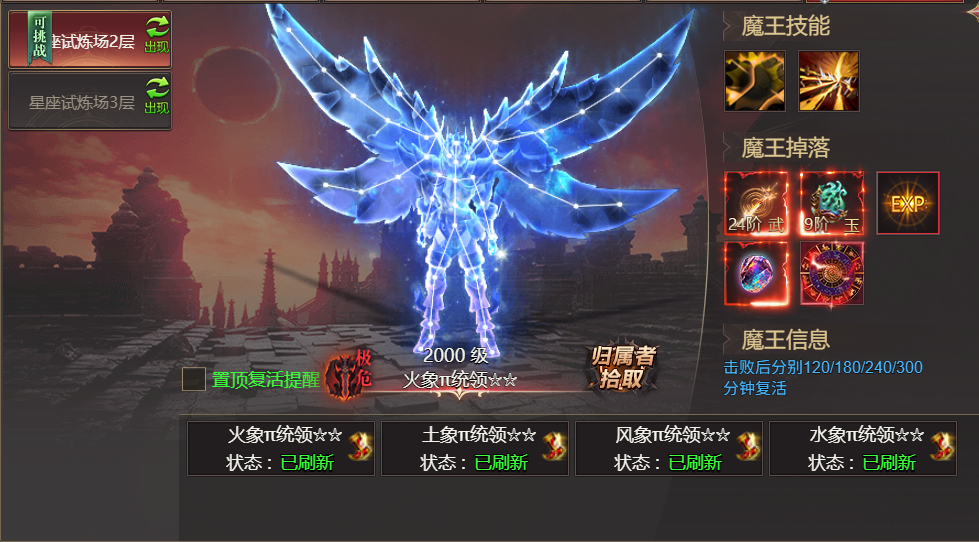 可挑战
星座试炼场2层
出现
星座试炼场3层
出现
魔王技能
魔王掉落
24阶 武
9阶 玉
EXP
魔王信息
击败后分别120/180/240/300
分钟复活
置顶复活提醒
极危
2000 级
火象π统领☆☆
归属者
拾取
火象π统领☆☆
状态：已刷新
土象π统领☆☆
状态：已刷新
风象π统领☆☆
状态：已刷新
水象π统领☆☆
状态：已刷新